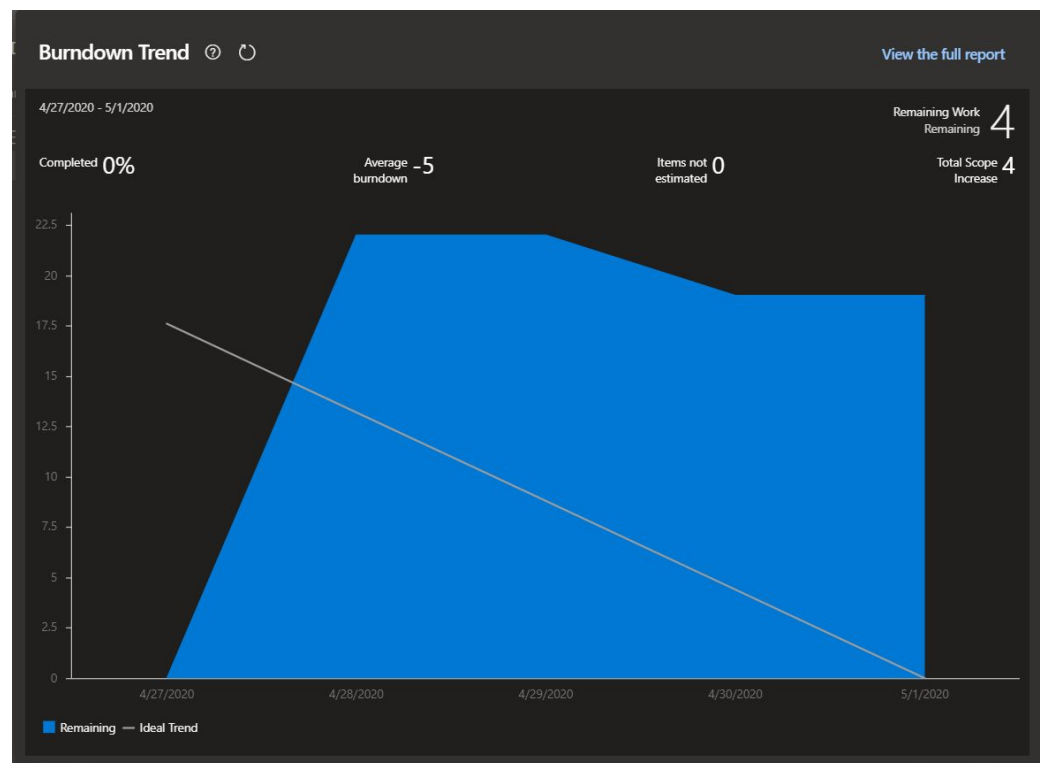 Burndown Trend
View the full report
4/27/2020 - 5/1/2020
Remaining Work
Remaining
4
Completed 0%
Average
burndown
-5
Items not
estimated
0
Total Scope
Increase
4
22.5
20
17.5
15
12.5
10
7.5
5
2.5
0
4/27/2020 4/28/2020 4/29/2020 4/30/2020 5/1/2020
Remaining — Ideal Trend